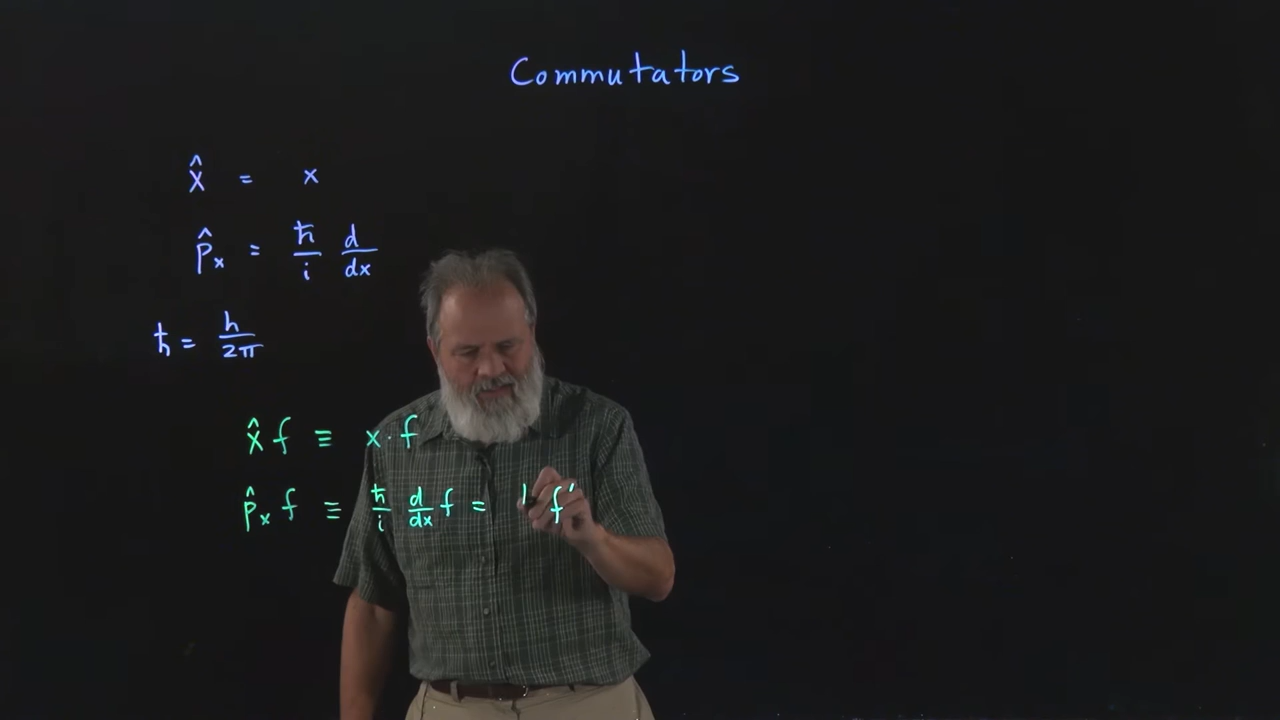 Commutators
x̂ = x
p̂ₓ = ħ/i d/dx
ħ = h/2π
x̂ f ≡ x · f
p̂ₓ f ≡ ħ/i d/dx f = f'